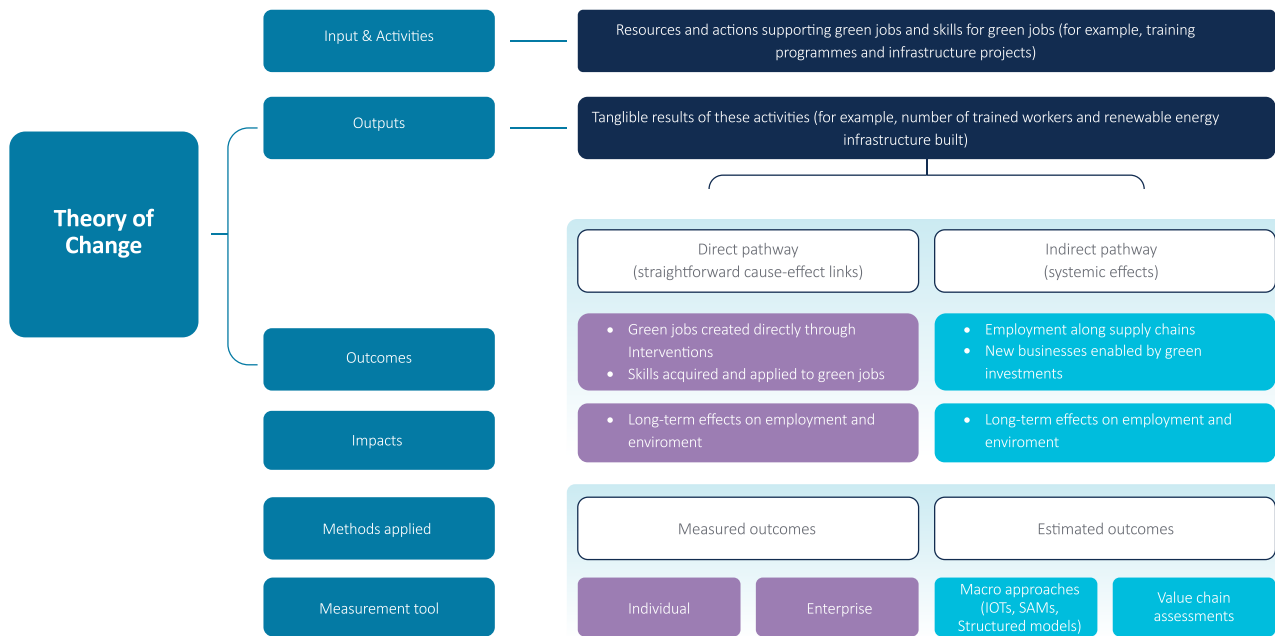 Input & Activities
Resources and actions supporting green jobs and skills for green jobs (for example, training
programmes and infrastructure projects)
Outputs
Tangible results of these activities (for example, number of trained workers and renewable energy
infrastructure built)
Theory of
Change
Direct pathway
(straightforward cause-effect links)
Indirect pathway
(systemic effects)
Outcomes
• Green jobs created directly through
Interventions
• Skills acquired and applied to green jobs
• Employment along supply chains
• New businesses enabled by green
investments
Impacts
• Long-term effects on employment and
enviroment
• Long-term effects on employment and
enviroment
Methods applied
Measured outcomes
Estimated outcomes
Measurement tool
Individual
Enterprise
Macro approaches
(IOTs, SAMs,
Structured models)
Value chain
assessments